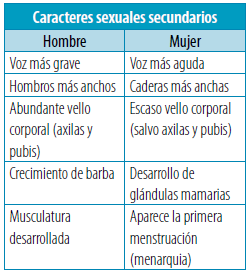 Caracteres sexuales secundarios
Hombre Mujer
Voz más grave Voz más aguda
Hombros más anchos Caderas más anchas
Abundante vello Escaso vello corporal
corporal (axilas y (salvo axilas y pubis)
pubis)
Crecimiento de barba Desarrollo de
glándulas mamarias
Musculatura Aparece la primera
desarrollada menstruación
(menarquia)